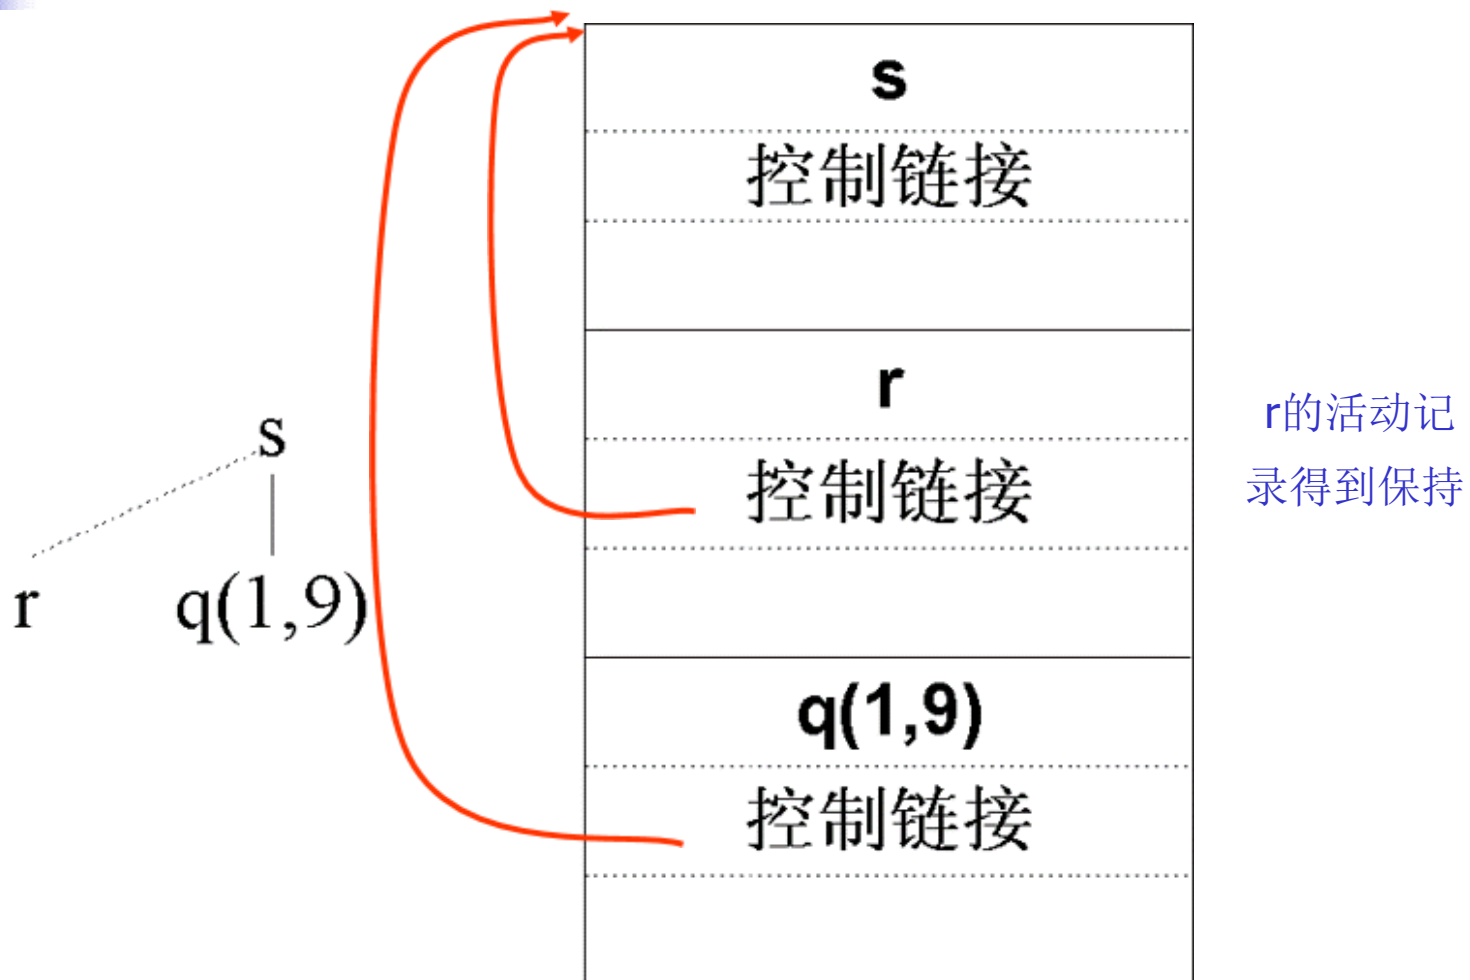 s
r
q(1,9)
s
控制链接
r
控制链接
q(1,9)
控制链接
r的活动记
录得到保持